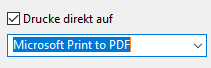 Drucke direkt auf
Microsoft Print to PDF